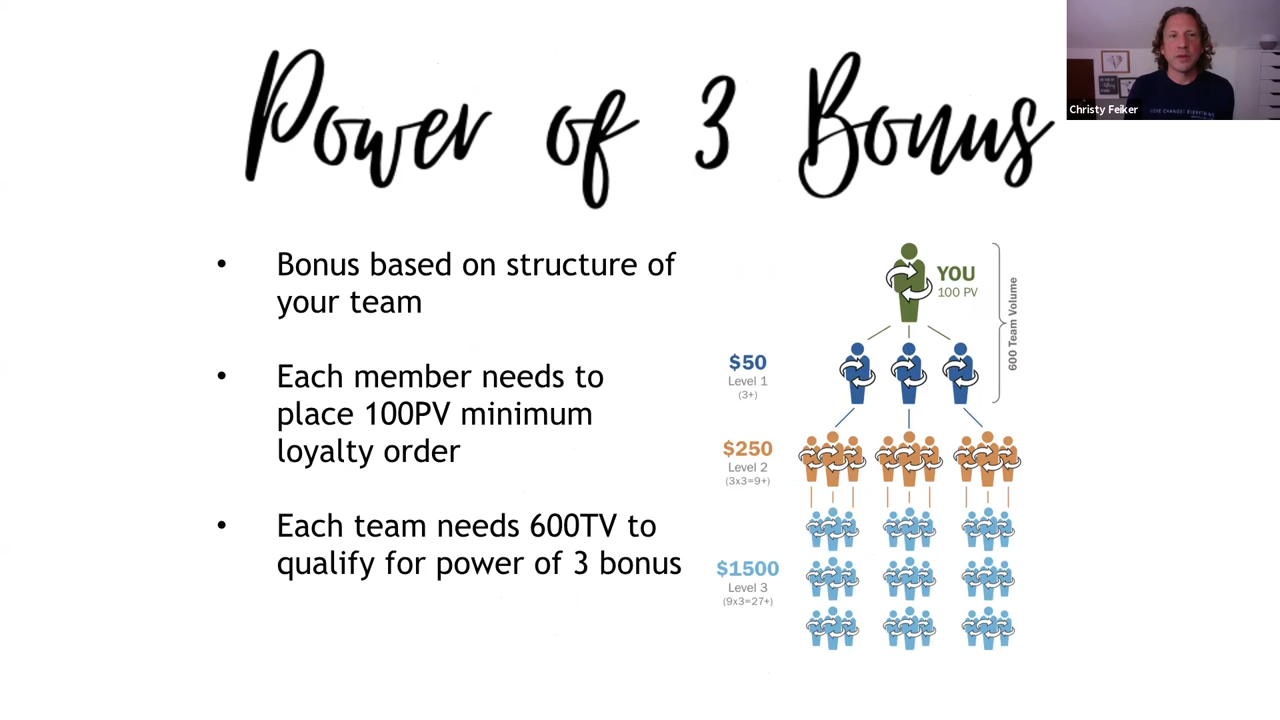 Power of 3 Bonus
Christy Feiker
• Bonus based on structure of
your team
• Each member needs to
place 100PV minimum
loyalty order
• Each team needs 600TV to
qualify for power of 3 bonus
YOU
100 PV
600 Team Volume
$50
Level 1
(3+)
$250
Level 2
(3x3=9+)
$1500
Level 3
(9x3=27+)